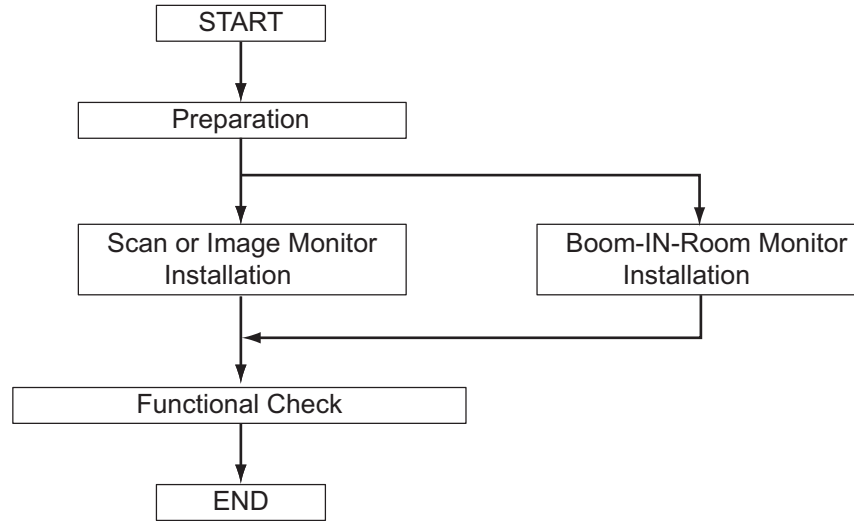 START
Preparation
Scan or Image Monitor
Installation
Boom-IN-Room Monitor
Installation
Functional Check
END